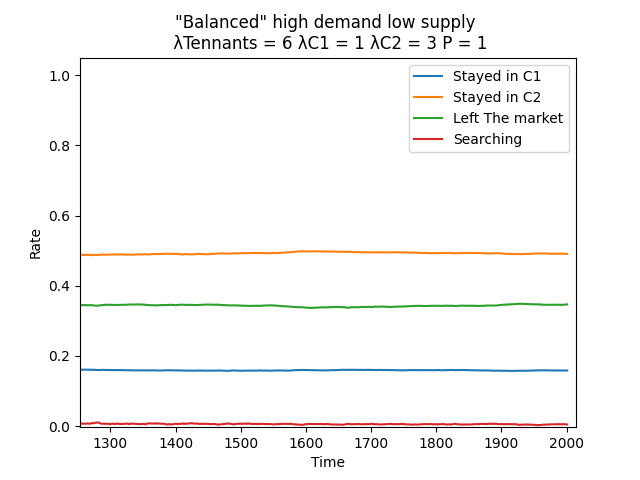 "Balanced" high demand low supply
λTennants = 6 λC1 = 1 λC2 = 3 P = 1
Stayed in C1
Stayed in C2
Left The market
Searching
1.0
0.8
0.6
0.4
0.2
0.0
Rate
1300 1400 1500 1600 1700 1800 1900 2000
Time